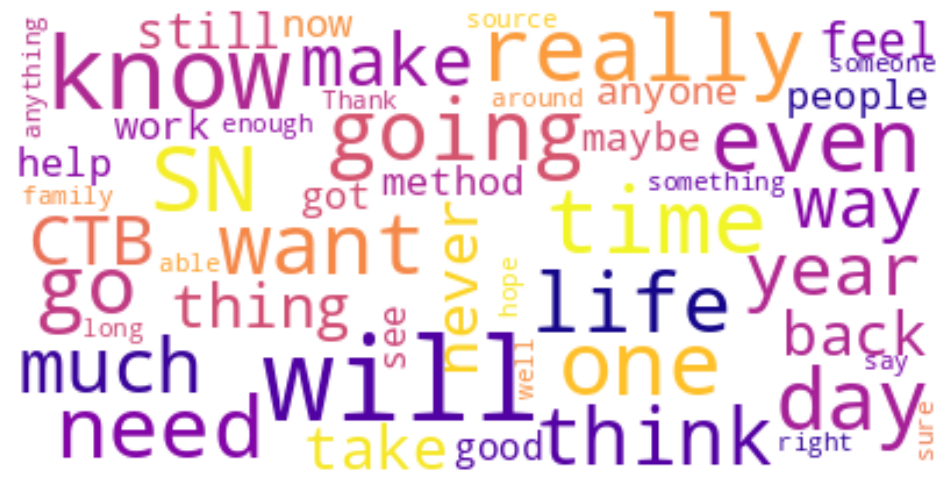 anything
know
still
now
make
source
really
feel
someone
people
Thank
around
anyone
work
enough
going
maybe
even
help
SN
family
got
method
something
way
CTB
able
want
never
time
go
long
thing
see
hope
life
year
back
say
much
will
well
one
day
need
take
good
think
right
sure